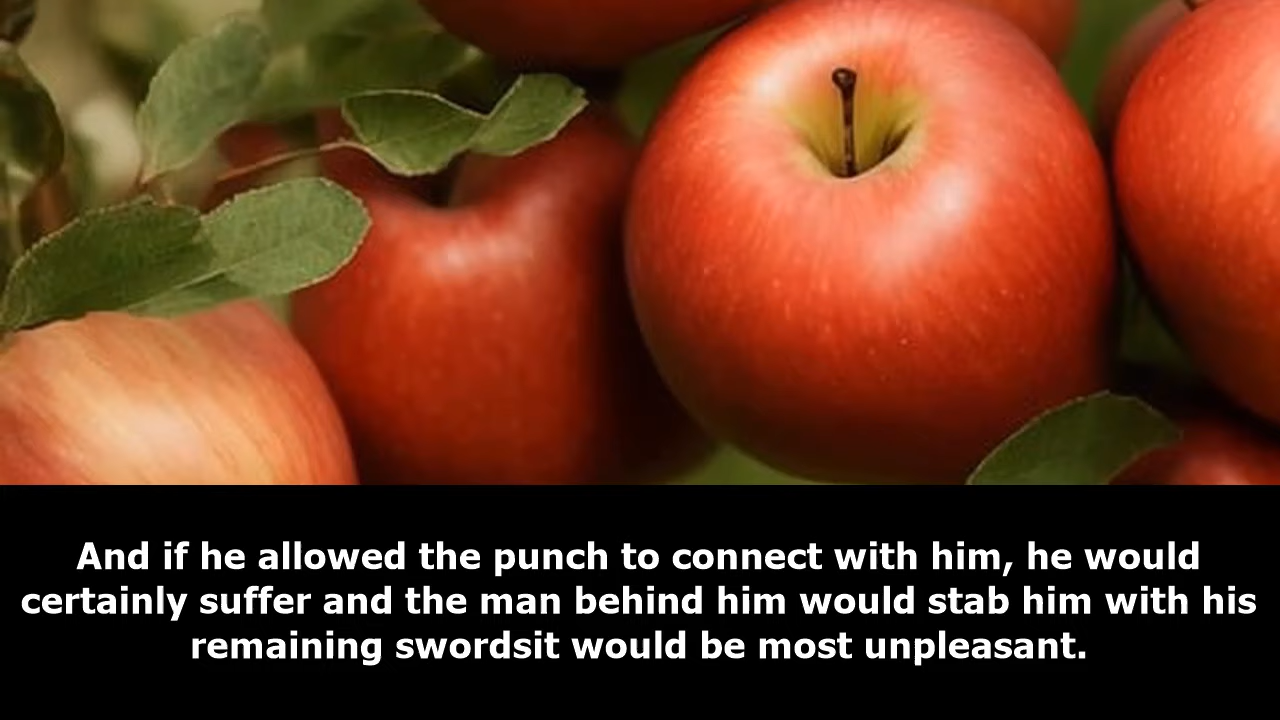 And if he allowed the punch to connect with him, he would
certainly suffer and the man behind him would stab him with his
remaining swordsit would be most unpleasant.